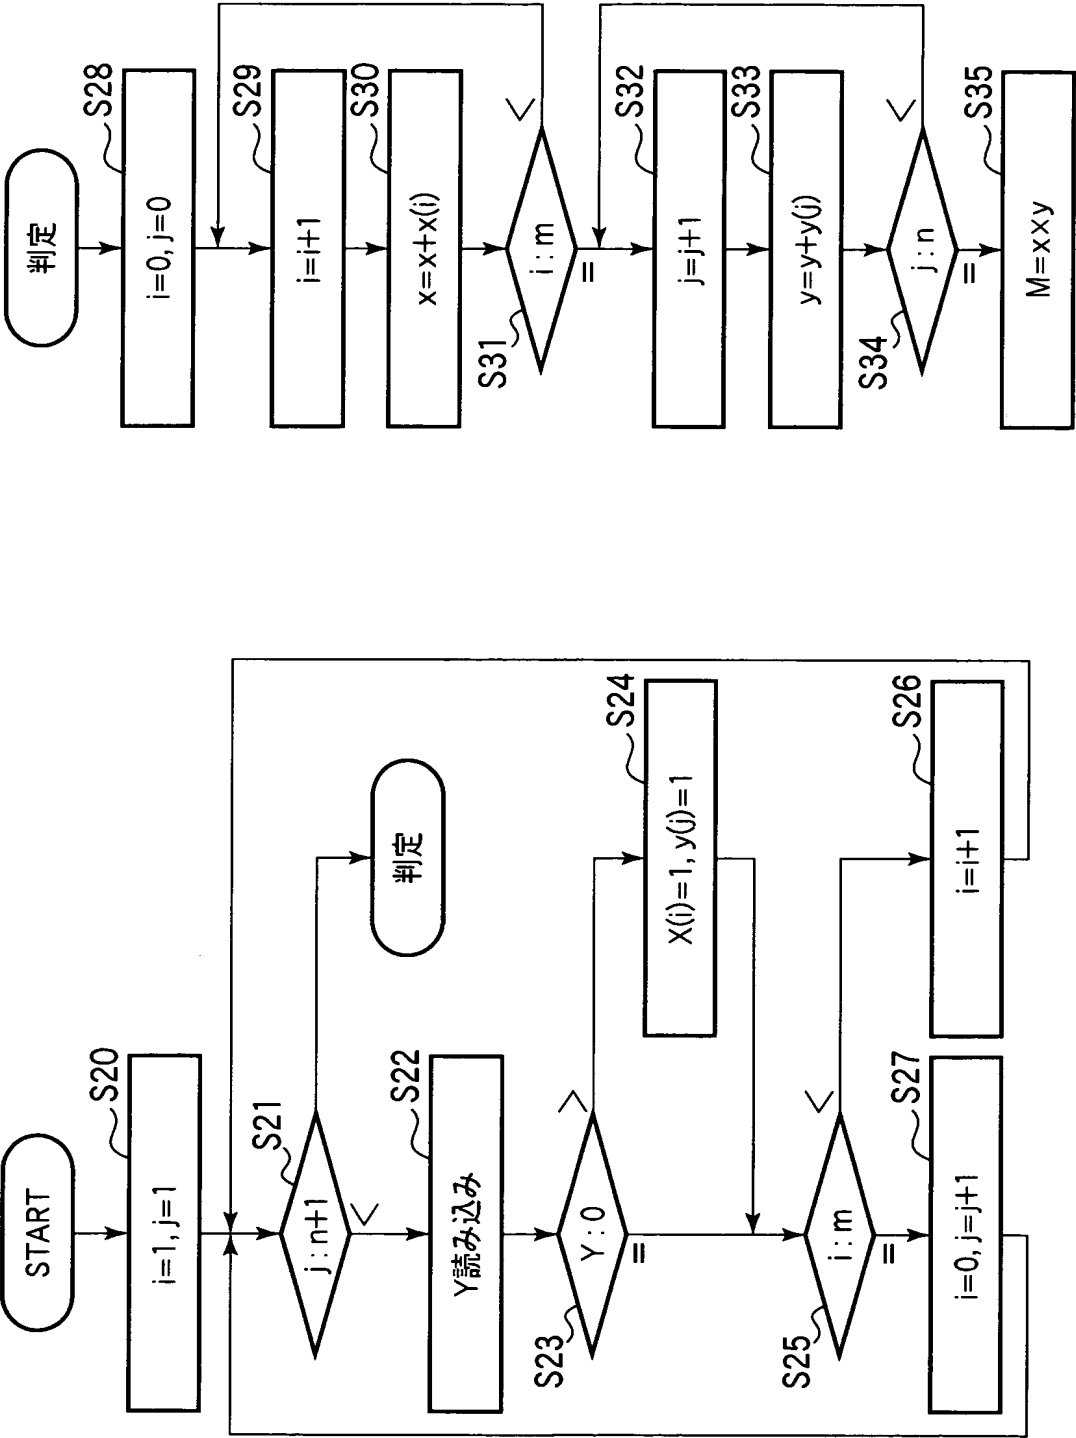 START
S20
i=1, j=1
S21
j:n+1
<
判定
S22
Y読み込み
S23
Y:0
>
=
S24
X(i)=1, y(j)=1
S25
i:m
<
=
S26
i=i+1
S27
i=0, j=j+1
判定
S28
i=0, j=0
S29
i=i+1
S30
x=x+x(i)
S31
i:m
<
=
S32
j=j+1
S33
y=y+y(j)
S34
j:n
<
=
S35
M=x×y